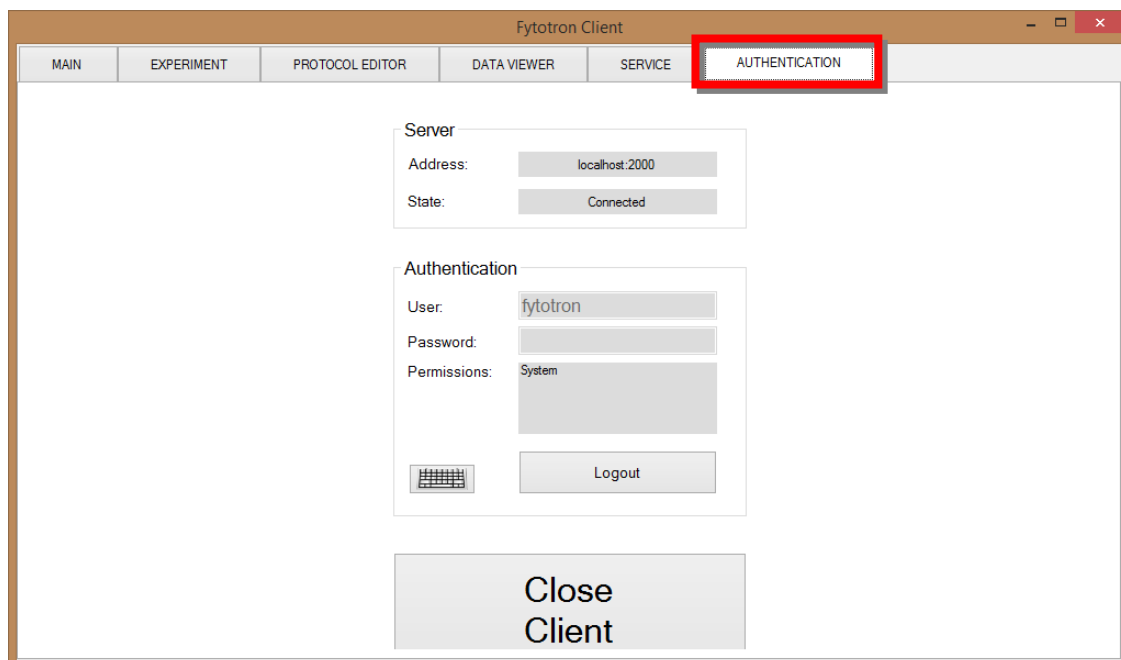 Fytotron Client
MAIN EXPERIMENT PROTOCOL EDITOR DATA VIEWER SERVICE AUTHENTICATION
Server
Address: localhost:2000
State: Connected
Authentication
User: fytotron
Password:
Permissions: System
Logout
Close
Client